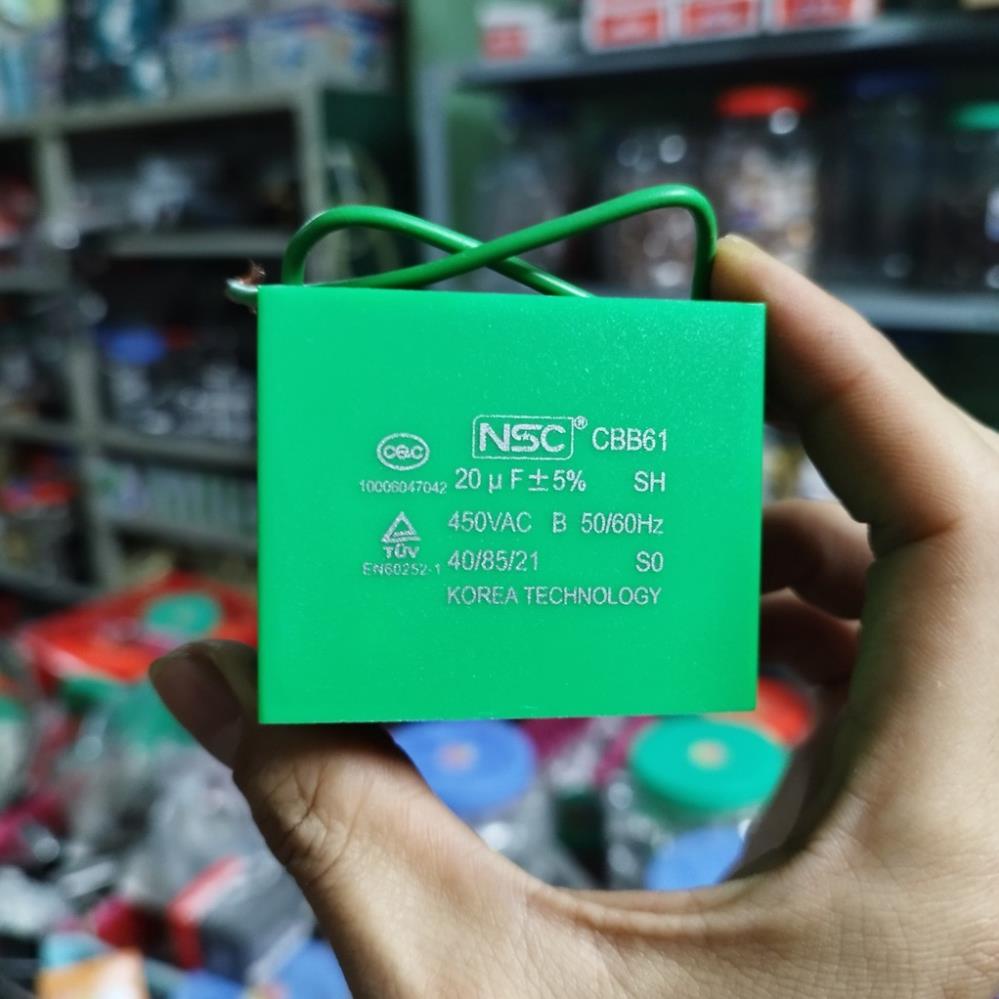 NSC® CBB61
CQC
10006047042 20 μF±5% SH
450VAC B 50/60Hz
TÜV
EN60252-1 40/85/21 S0
KOREA TECHNOLOGY